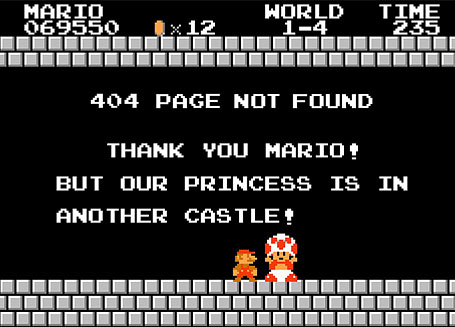 MARIO WORLD TIME
069550 ×12 1-4 235
404 PAGE NOT FOUND
THANK YOU MARIO!
BUT OUR PRINCESS IS IN
ANOTHER CASTLE!